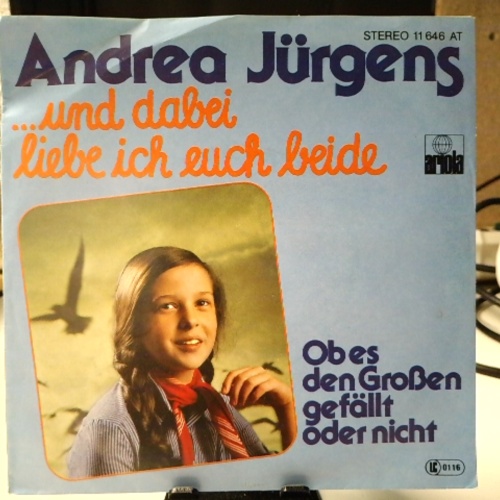 STEREO 11 646 AT
Andrea Jürgens
...und dabei
liebe ich euch beide
ariola
Ob es
den Großen
gefällt
oder nicht
LC 0116